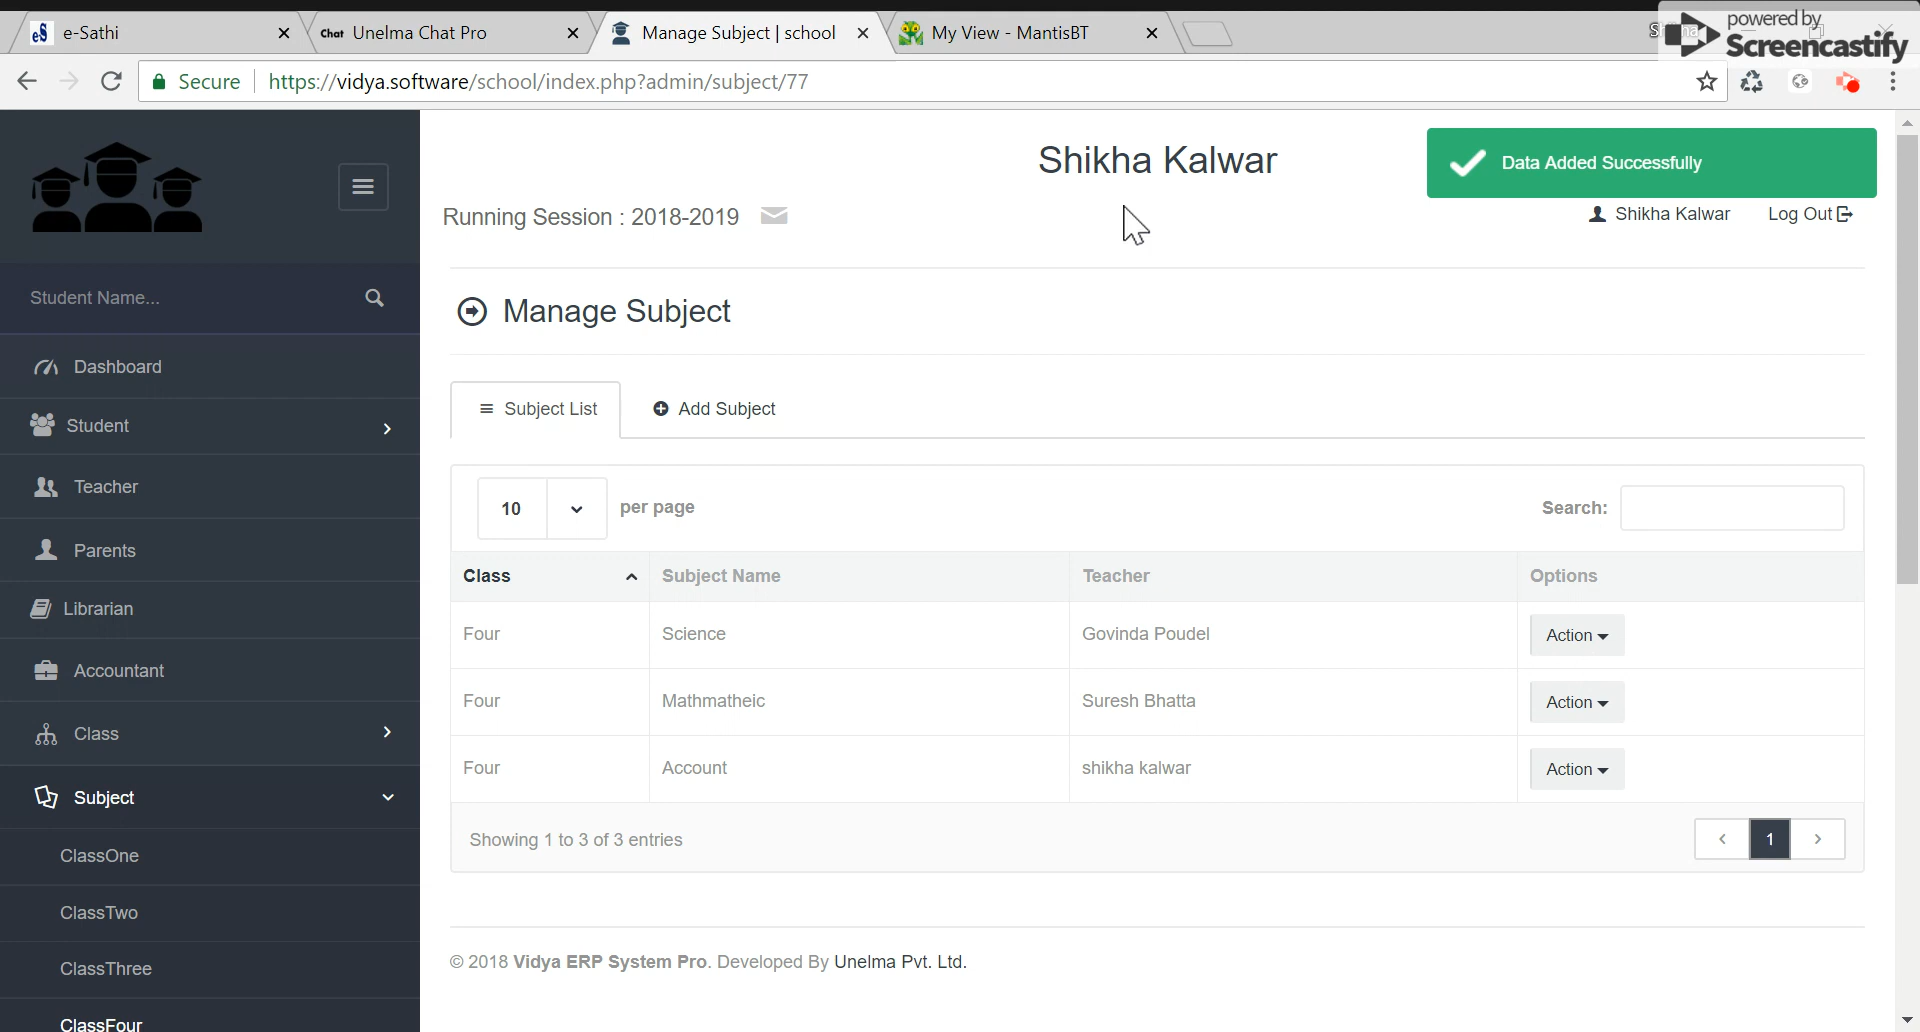 e-Sathi
Chat Unelma Chat Pro
Manage Subject | school
My View - MantisBT
powered by
Screencastify
Secure
https://vidya.software/school/index.php?admin/subject/77
Shikha Kalwar
Data Added Successfully
Running Session : 2018-2019
Shikha Kalwar
Log Out
Student Name...
Manage Subject
Dashboard
Subject List
Add Subject
Student
Teacher
10 per page
Search:
Parents
Class Subject Name Teacher Options
Librarian
Four Science Govinda Poudel Action
Accountant
Four Mathmatheic Suresh Bhatta Action
Class
Four Account shikha kalwar Action
Subject
Showing 1 to 3 of 3 entries
1
ClassOne
ClassTwo
ClassThree
© 2018 Vidya ERP System Pro. Developed By Unelma Pvt. Ltd.
ClassFour